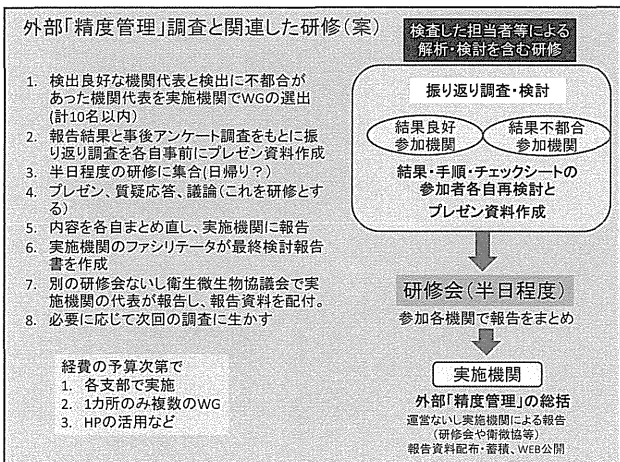 外部「精度管理」調査と関連した研修(案)
1. 検出良好な機関代表と検出に不都合が
あった機関代表を実施機関でWGの選出
(計10名以内)
2. 報告結果と事後アンケート調査をもとに振
り返り調査を各自事前にプレゼン資料作成
3. 半日程度の研修に集合(日帰り?)
4. プレゼン、質疑応答、議論(これを研修とす
る)
5. 内容を各自まとめ直し、実施機関に報告
6. 実施機関のファシリテータが最終検討報告
書を作成
7. 別の研修会ないし衛生微生物協議会で実
施機関の代表が報告し、報告資料を配付。
8. 必要に応じて次回の調査に生かす
経費の予算次第で
1. 各支部で実施
2. 1カ所のみ複数のWG
3. HPの活用など
検査した担当者等による
解析・検討を含む研修
振り返り調査・検討
結果良好
参加機関
結果不都合
参加機関
結果・手順・チェックシートの
参加者各自再検討と
プレゼン資料作成
研修会(半日程度)
参加各機関で報告をまとめ
実施機関
外部「精度管理」の総括
運営ないし実施機関による報告
(研修会や衛微協等)
報告資料配布・蓄積、WEB公開